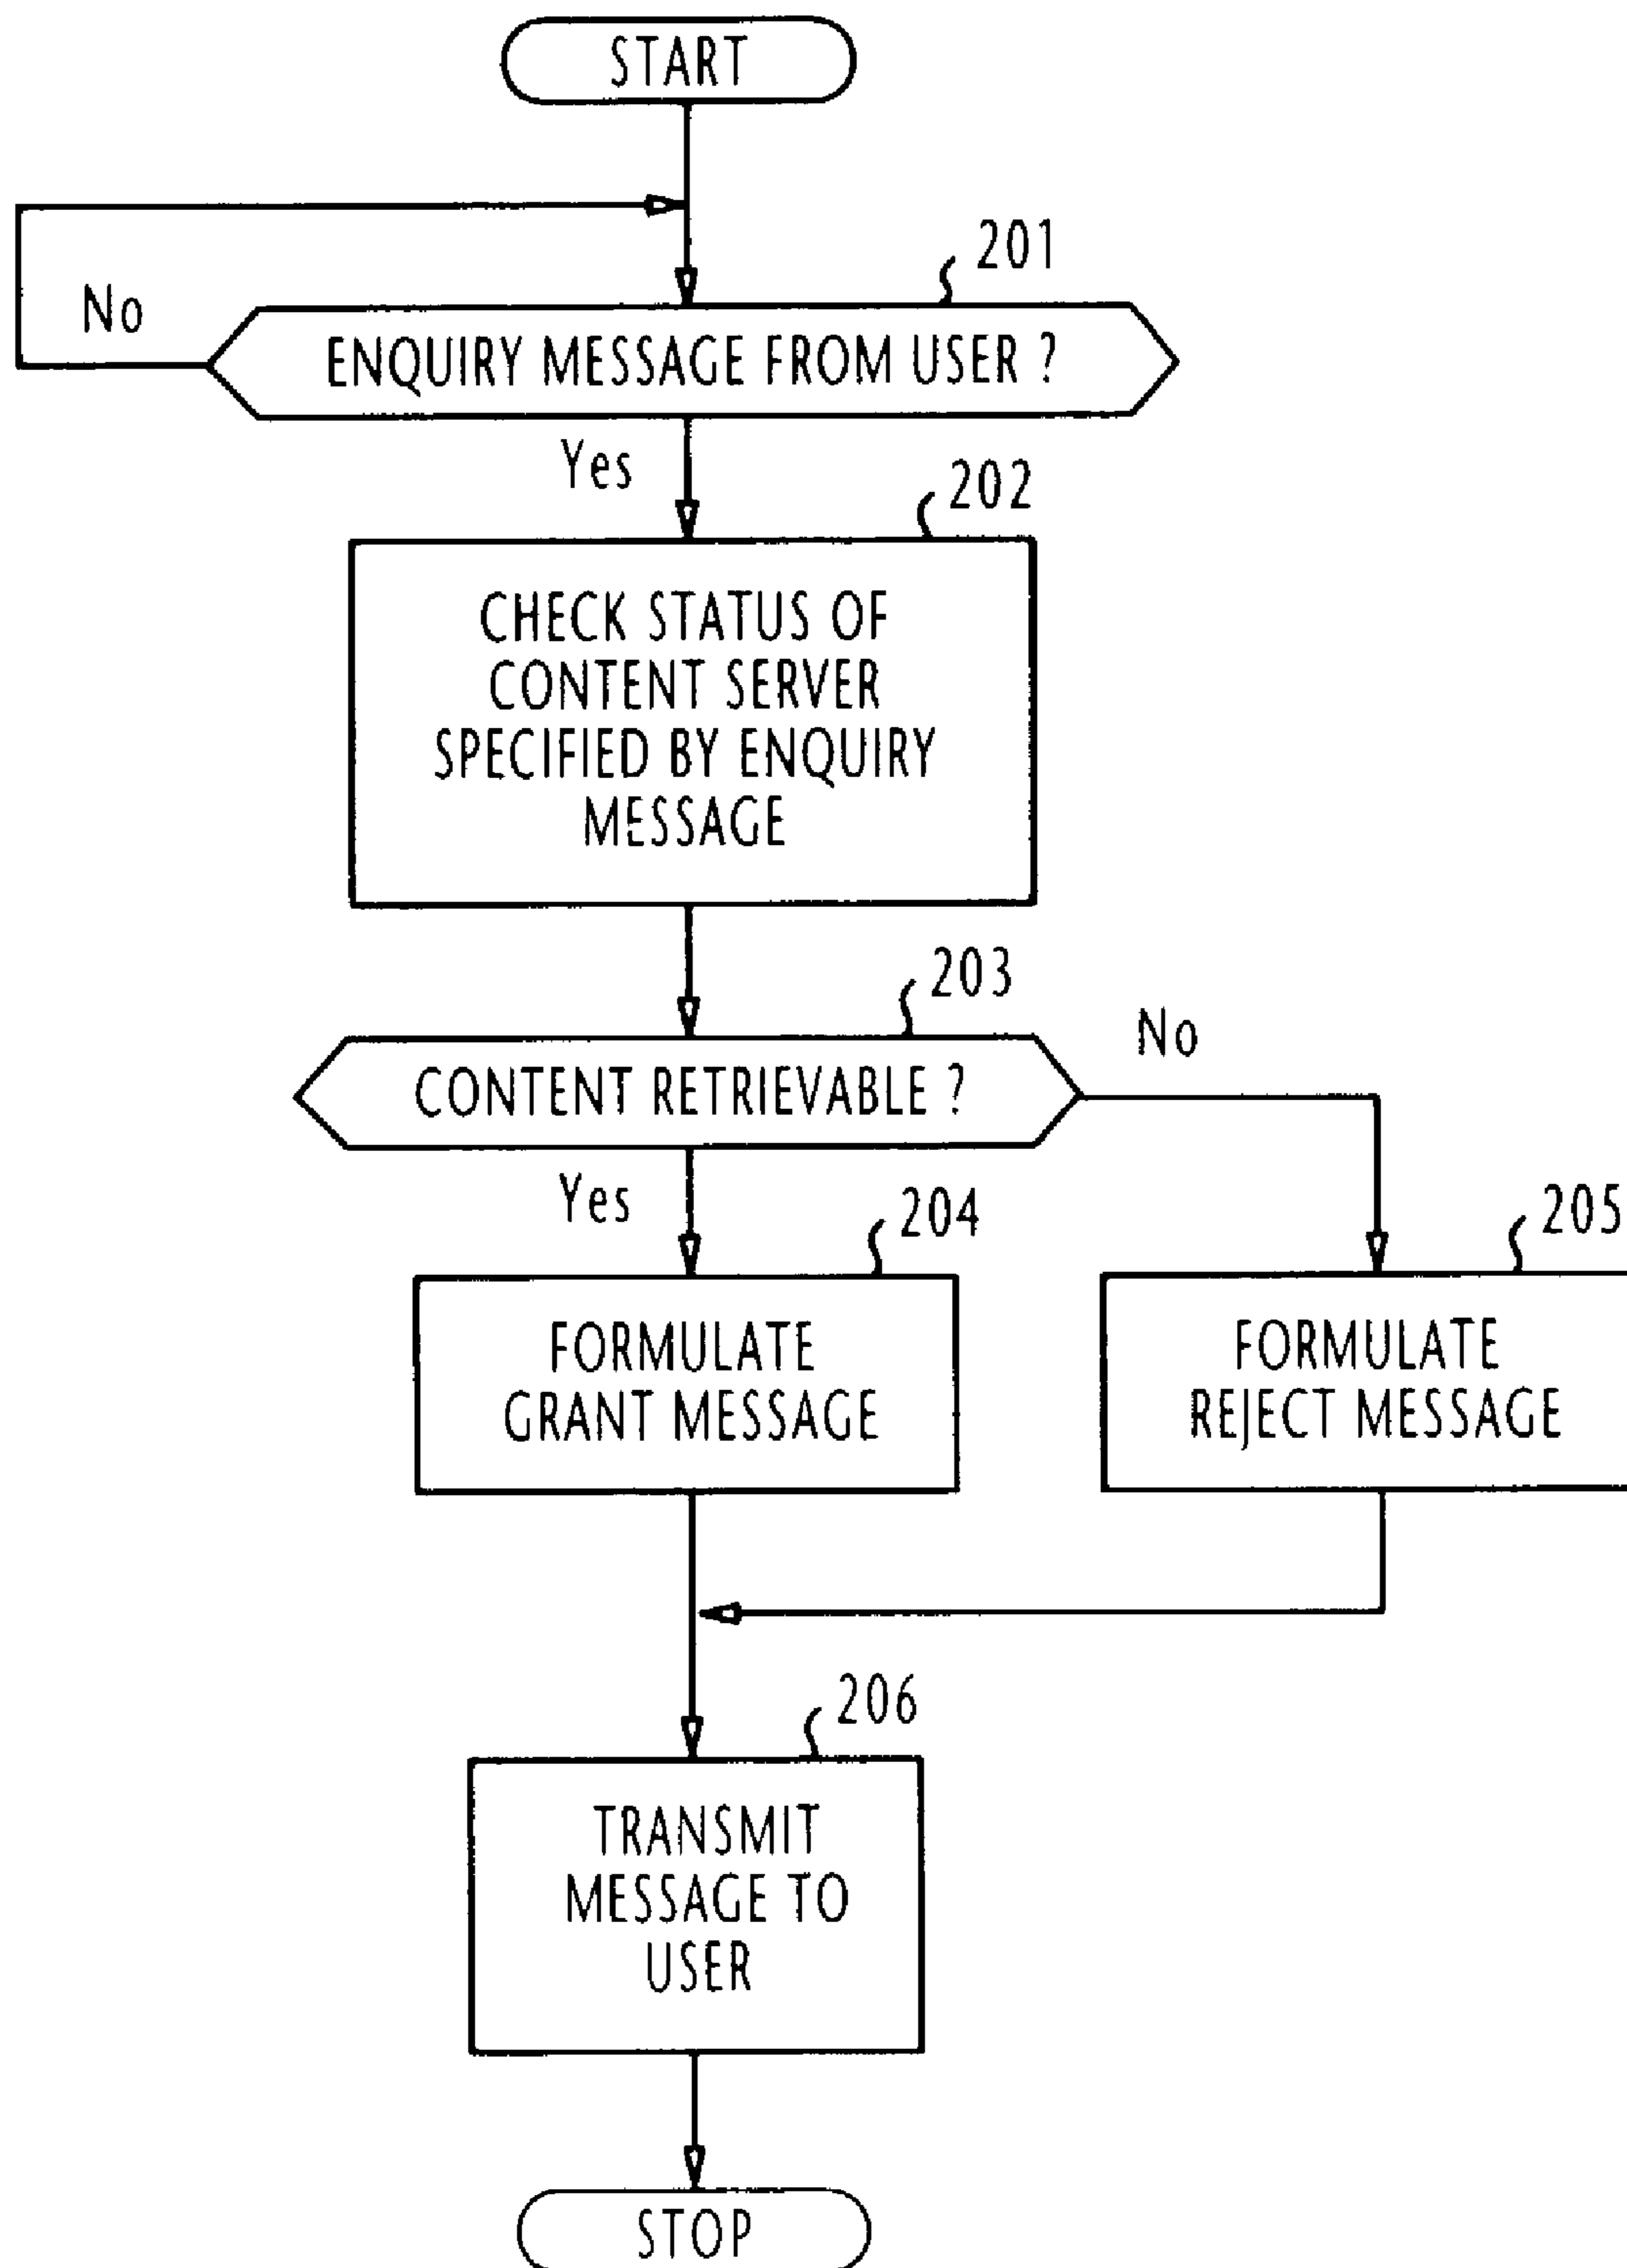 START
201
No
ENQUIRY MESSAGE FROM USER ?
Yes
202
CHECK STATUS OF
CONTENT SERVER
SPECIFIED BY ENQUIRY
MESSAGE
203
No
CONTENT RETRIEVABLE ?
Yes
204
205
FORMULATE
GRANT MESSAGE
FORMULATE
REJECT MESSAGE
206
TRANSMIT
MESSAGE TO
USER
STOP